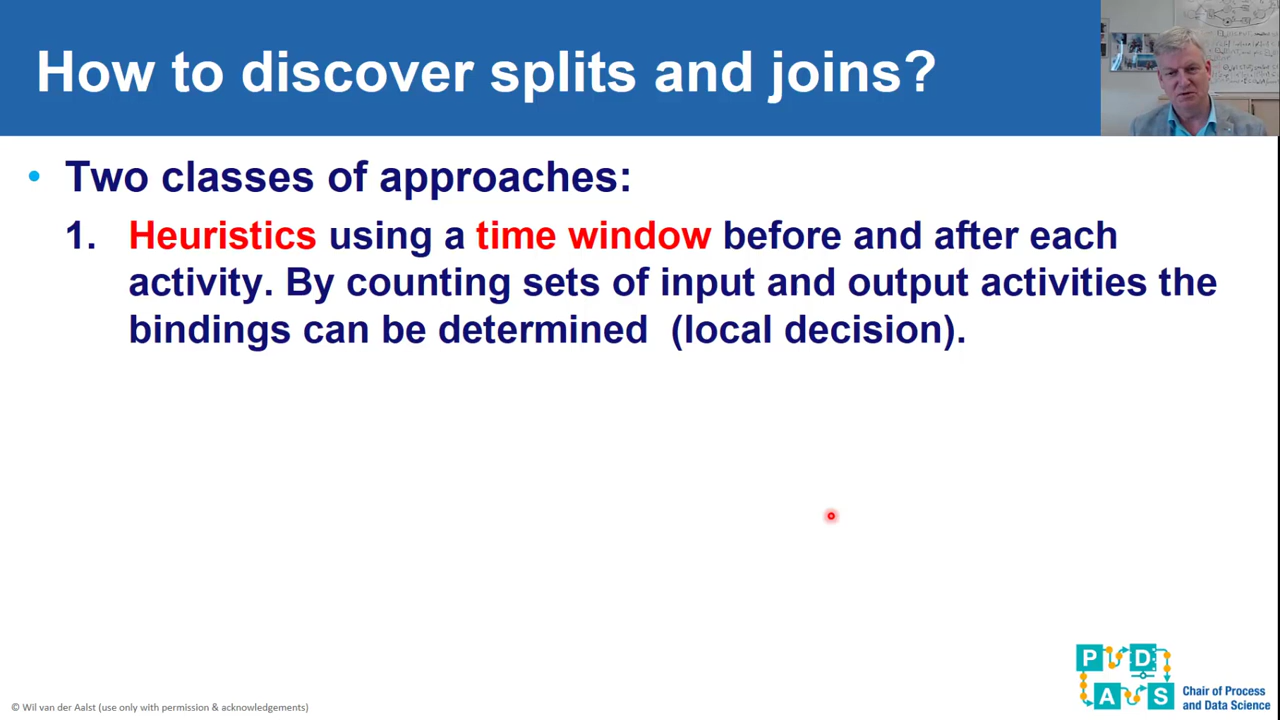 How to discover splits and joins?
• Two classes of approaches:
1. Heuristics using a time window before and after each
activity. By counting sets of input and output activities the
bindings can be determined (local decision).
P D
A S
Chair of Process
and Data Science
© Wil van der Aalst (use only with permission & acknowledgements)